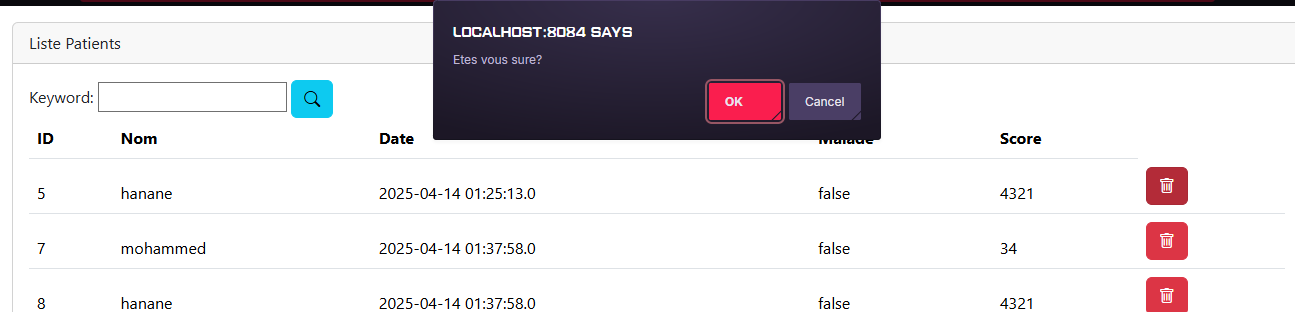 LOCALHOST:8084 SAYS
Etes vous sure?
OK Cancel
Liste Patients
Keyword:
ID Nom Date Malade Score
5 hanane 2025-04-14 01:25:13.0 false 4321
7 mohammed 2025-04-14 01:37:58.0 false 34
8 hanane 2025-04-14 01:37:58.0 false 4321